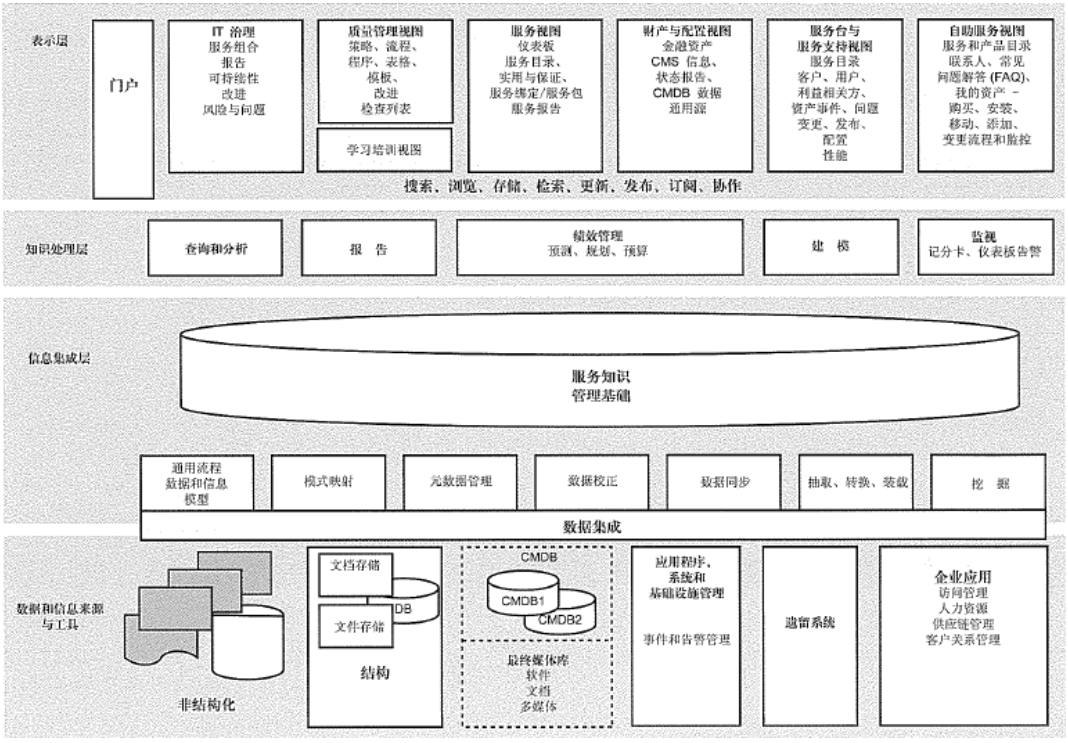 表示层
门户
IT 治理
服务组合
报告
可持续性
改进
风险与问题
质量管理视图
策略、流程、
程序、表格、
模板、
改进
检查列表
学习培训视图
服务视图
仪表板
服务目录、
实用与保证、
服务绑定/服务包
服务报告
财产与配置视图
金融资产
CMS 信息、
状态报告、
CMDB 数据
通用源
服务台与
服务支持视图
服务目录
客户、用户、
利益相关方、
资产事件、问题
变更、发布、
配置
性能
自助服务视图
服务和产品目录
联系人、常见
问题解答 (FAQ)、
我的资产 –
购买、安装、
移动、添加、
变更流程和监控
搜索、浏览、存储、检索、更新、发布、订阅、协作
知识处理层
查询和分析
报 告
绩效管理
预测、规划、预算
建 模
监视
记分卡、仪表板告警
信息集成层
服务知识
管理基础
通用流程
数据和信息
模型
模式映射
元数据管理
数据校正
数据同步
抽取、转换、装载
挖 掘
数据集成
数据和信息来源
与工具
非结构化
文档存储
DB
文件存储
结构
CMDB
CMDB1
CMDB2
最终媒体库
软件
文档
多媒体
应用程序、
系统和
基础设施管理
事件和告警管理
遗留系统
企业应用
访问管理
人力资源
供应链管理
客户关系管理